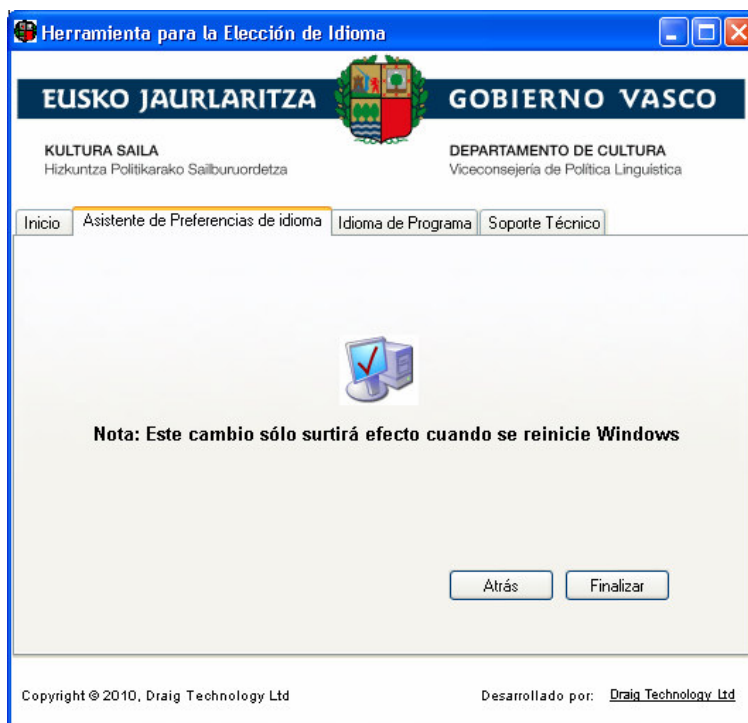 Herramienta para la Elección de Idioma
EUSKO JAURLARITZA GOBIERNO VASCO
KULTURA SAILA DEPARTAMENTO DE CULTURA
Hizkuntza Politikarako Sailburuordetza Viceconsejería de Política Linguistica
Inicio Asistente de Preferencias de idioma Idioma de Programa Soporte Técnico
Nota: Este cambio sólo surtirá efecto cuando se reinicie Windows
Atrás Finalizar
Copyright © 2010, Draig Technology Ltd Desarrollado por: Draig Technology Ltd